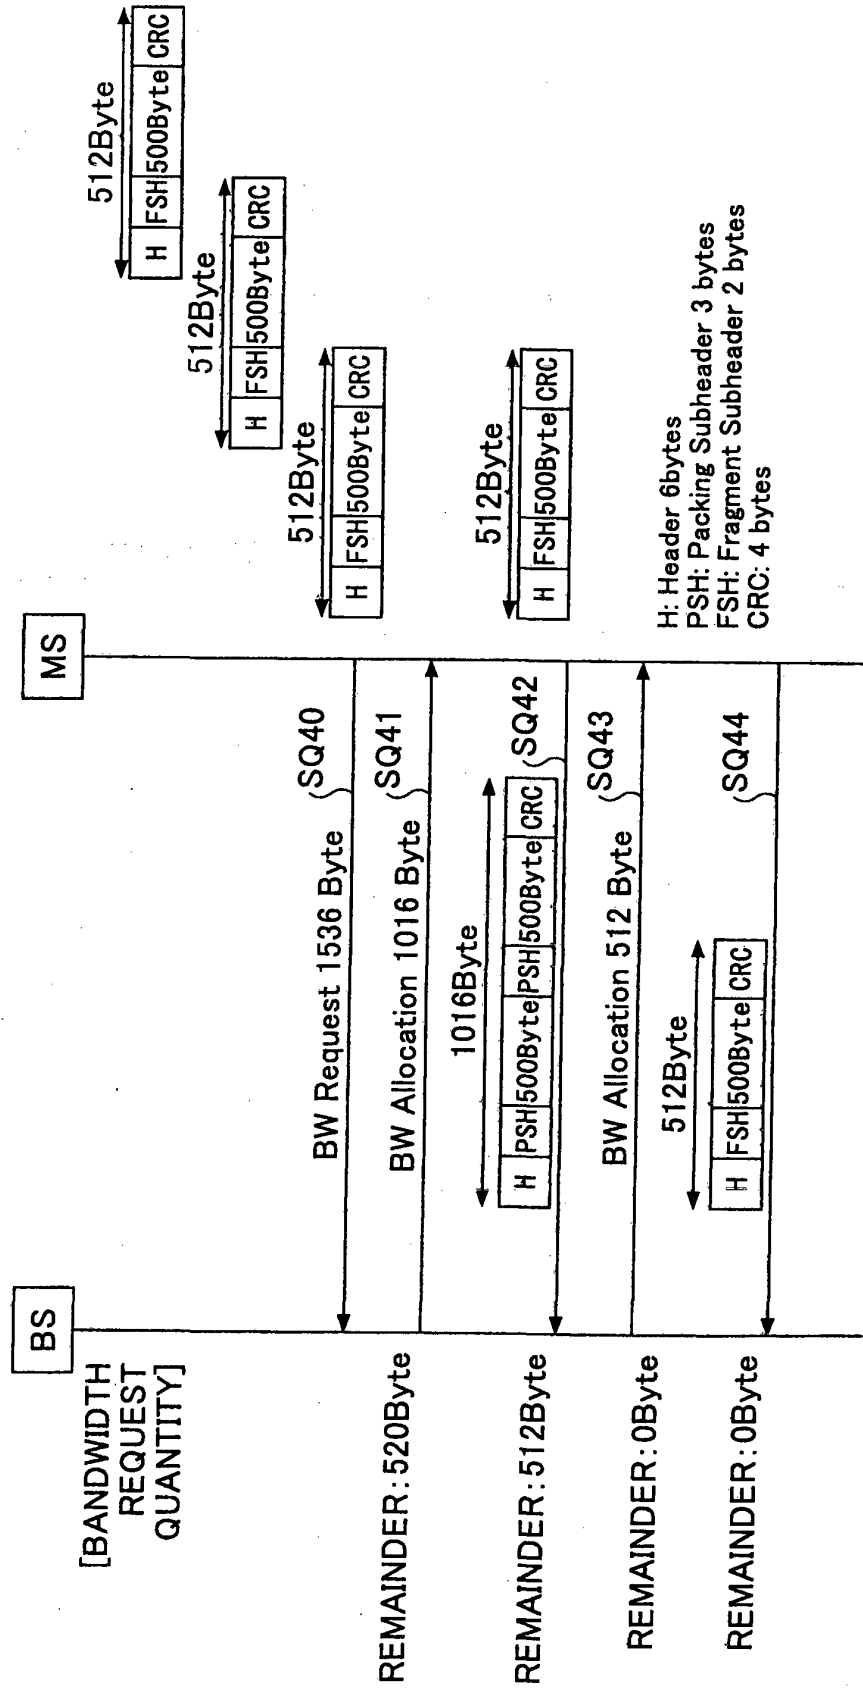 BS
MS
[BANDWIDTH
REQUEST
QUANTITY]
512Byte
H FSH 500Byte CRC
512Byte
H FSH 500Byte CRC
512Byte
H FSH 500Byte CRC
BW Request 1536 Byte
SQ40
REMAINDER:520Byte
BW Allocation 1016 Byte
SQ41
1016Byte
H PSH 500Byte PSH 500Byte CRC
SQ42
512Byte
H FSH 500Byte CRC
REMAINDER:512Byte
BW Allocation 512 Byte
SQ43
REMAINDER:0Byte
512Byte
H FSH 500Byte CRC
SQ44
REMAINDER:0Byte
H: Header 6bytes
PSH: Packing Subheader 3 bytes
FSH: Fragment Subheader 2 bytes
CRC: 4 bytes